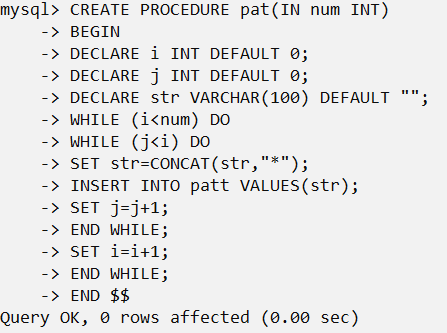 mysql> CREATE PROCEDURE pat(IN num INT)
-> BEGIN
-> DECLARE i INT DEFAULT 0;
-> DECLARE j INT DEFAULT 0;
-> DECLARE str VARCHAR(100) DEFAULT "";
-> WHILE (i<num) DO
-> WHILE (j<i) DO
-> SET str=CONCAT(str,"*");
-> INSERT INTO patt VALUES(str);
-> SET j=j+1;
-> END WHILE;
-> SET i=i+1;
-> END WHILE;
-> END $$
Query OK, 0 rows affected (0.00 sec)